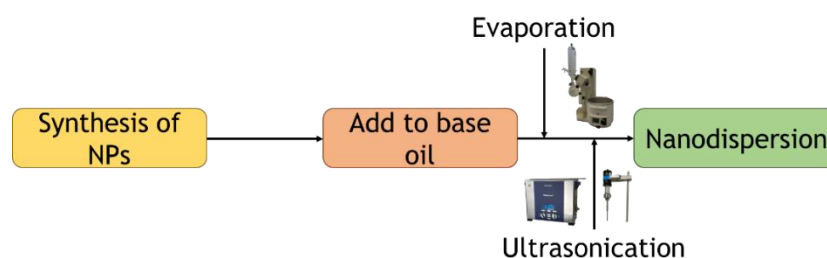 Evaporation
Synthesis of
NPs
Add to base
oil
Nanodispersion
Ultrasonication